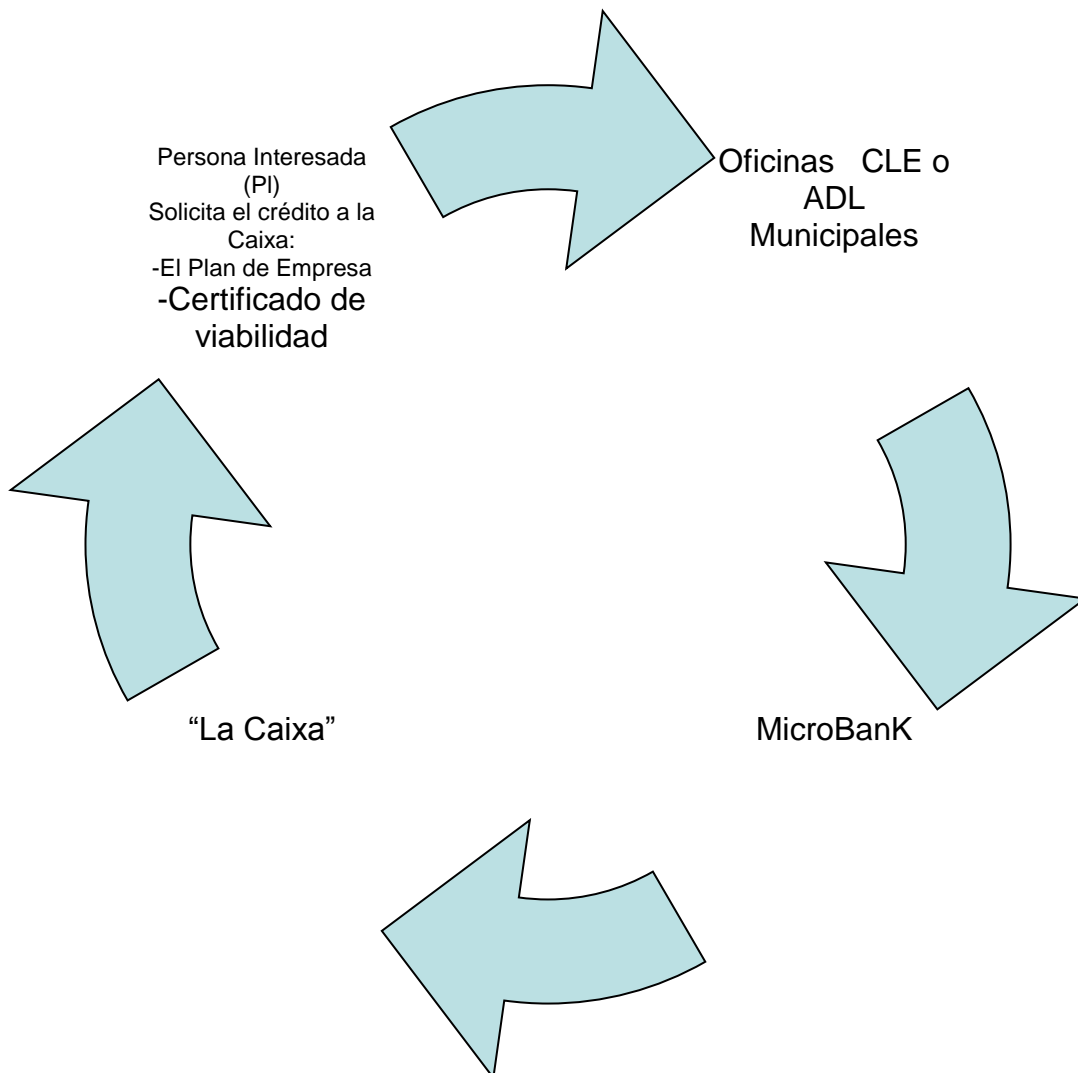 Persona Interesada
(PI)
Solicita el crédito a la
Caixa:
-El Plan de Empresa
-Certificado de
viabilidad
Oficinas CLE o
ADL
Municipales
“La Caixa”
MicroBanK